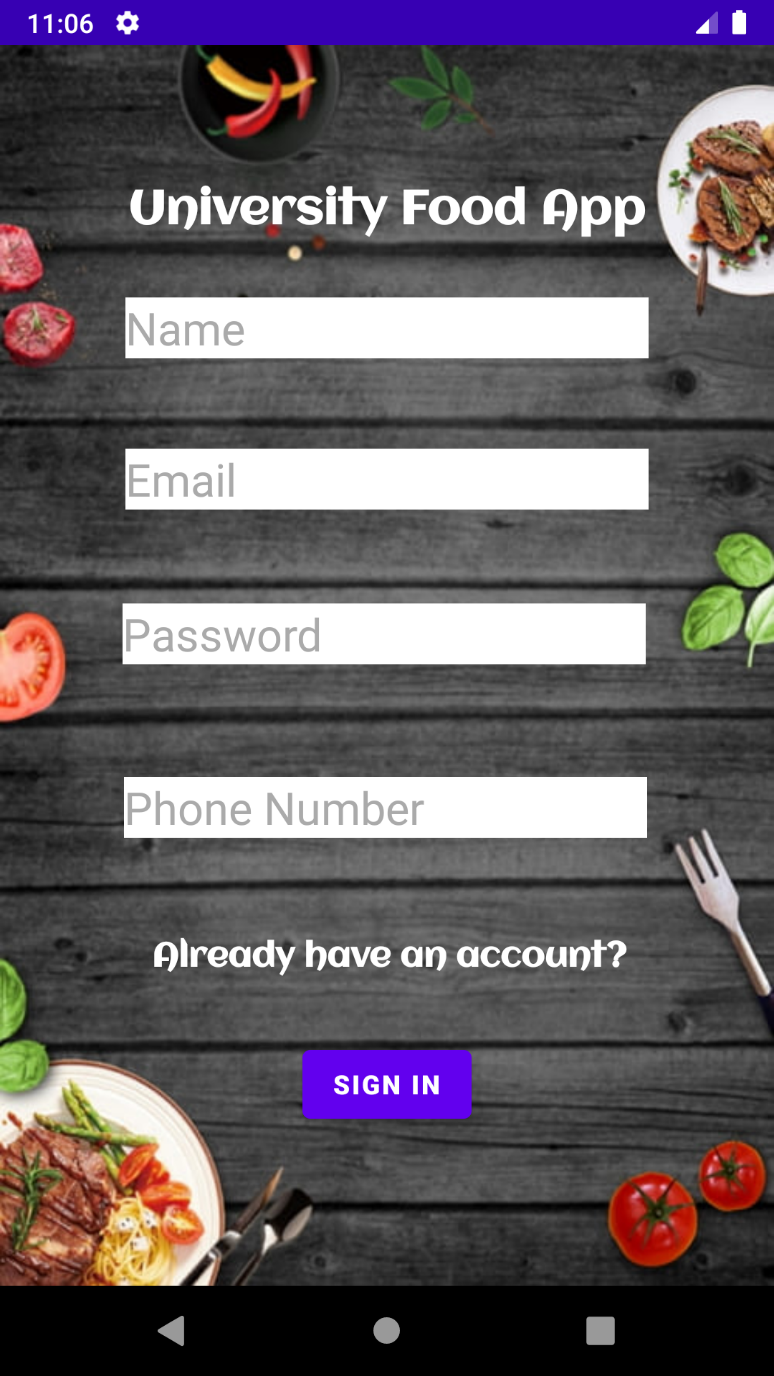 11:06
University Food App
Name
Email
Password
Phone Number
Already have an account?
SIGN IN